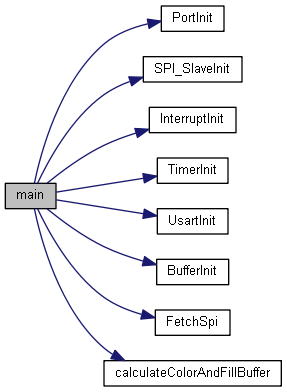 PortInit
SPI_SlaveInit
InterruptInit
main
TimerInit
UsartInit
BufferInit
FetchSpi
calculateColorAndFillBuffer